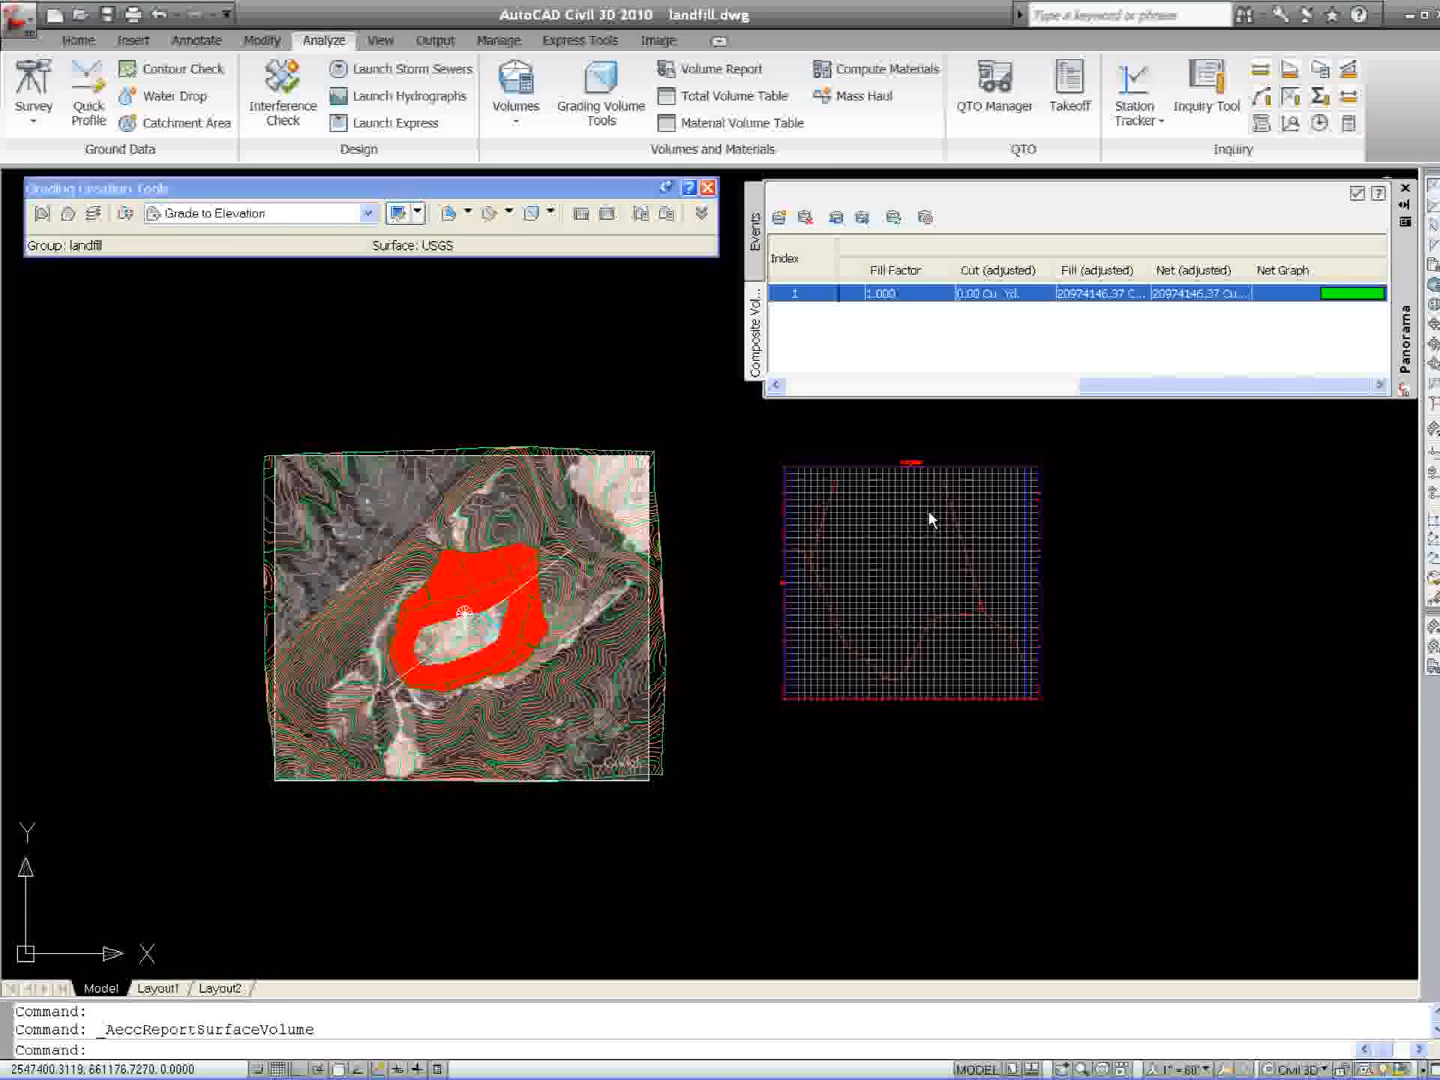 AutoCAD Civil 3D 2010 landfill.dwg
Type a keyword or phrase
Home Insert Annotate Modify Analyze View Output Manage Express Tools Image
Survey
Quick Profile
Contour Check
Water Drop
Catchment Area
Ground Data
Interference Check
Launch Storm Sewers
Launch Hydrographs
Launch Express
Design
Volumes
Grading Volume Tools
Volume Report
Total Volume Table
Material Volume Table
Compute Materials
Mass Haul
Volumes and Materials
QTO Manager
Takeoff
QTO
Station Tracker
Inquiry Tool
Inquiry
Grading Creation Tools
Grade to Elevation
Group: landfill Surface: USGS
Events
Composite Vol...
Panorama
Index Fill Factor Cut (adjusted) Fill (adjusted) Net (adjusted) Net Graph
1 1.000 0.00 Cu. Yd. 20974146.37 C... 20974146.37 Cu...
Y
X
Model Layout1 Layout2
Command:
Command: _AeccReportSurfaceVolume
Command:
2547400.3119, 661176.7270, 0.0000 MODEL 1" = 60' Civil 3D